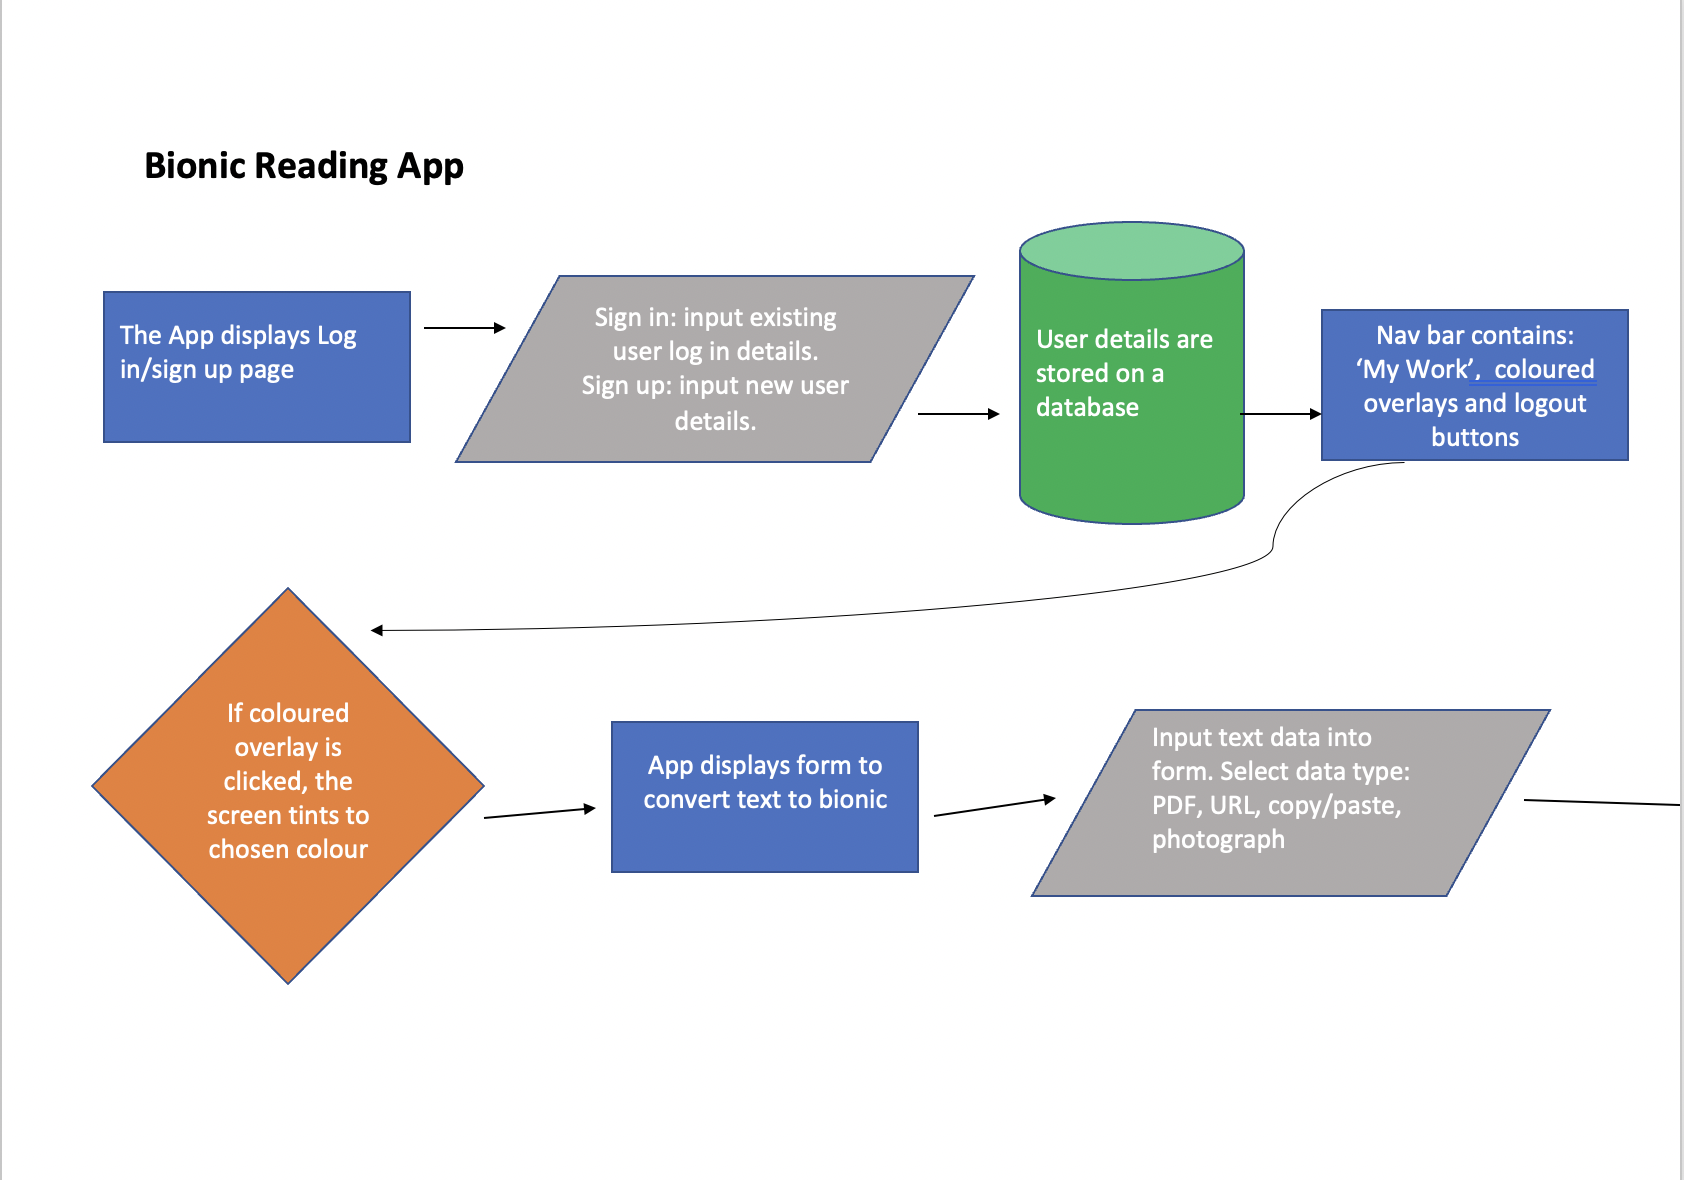 Bionic Reading App
The App displays Log
in/sign up page
Sign in: input existing
user log in details.
Sign up: input new user
details.
User details are
stored on a
database
Nav bar contains:
‘My Work’,  coloured
overlays and logout
buttons
If coloured
overlay is
clicked, the
screen tints to
chosen colour
App displays form to
convert text to bionic
Input text data into
form. Select data type:
PDF, URL, copy/paste,
photograph